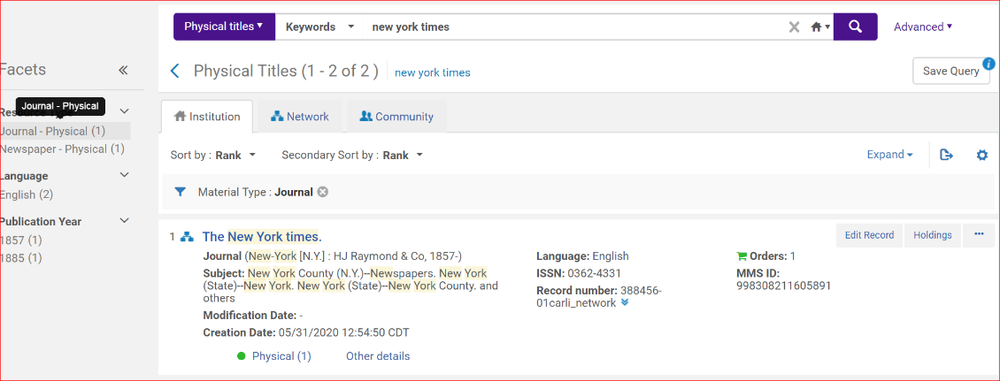 Physical titles Keywords new york times Advanced
Facets
Physical Titles (1 - 2 of 2 ) new york times Save Query i
Journal - Physical
Institution Network Community
Journal - Physical (1)
Newspaper - Physical (1)
Sort by : Rank Secondary Sort by : Rank Expand
Language
English (2)
Material Type : Journal
Publication Year
1857 (1)
1885 (1)
1 The New York times. Edit Record Holdings
Journal (New-York [N.Y.] : HJ Raymond & Co, 1857-) Language: English Orders: 1
Subject: New York County (N.Y.)--Newspapers. New York ISSN: 0362-4331 MMS ID:
(State)--New York. New York (State)--New York County. and Record number: 388456- 998308211605891
others 01carli_network
Modification Date: -
Creation Date: 05/31/2020 12:54:50 CDT
Physical (1) Other details